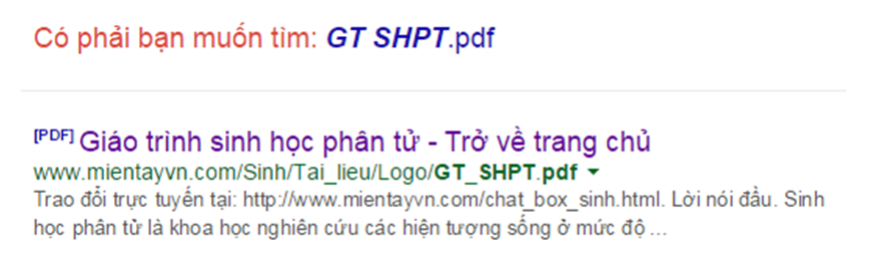 Có phải bạn muốn tìm: GT SHPT.pdf
[PDF] Giáo trình sinh học phân tử - Trở về trang chủ
www.mientayvn.com/Sinh/Tai_lieu/Logo/GT_SHPT.pdf
Trao đổi trực tuyến tại: http://www.mientayvn.com/chat_box_sinh.html. Lời nói đầu. Sinh
học phân tử là khoa học nghiên cứu các hiện tượng sống ở mức độ ...